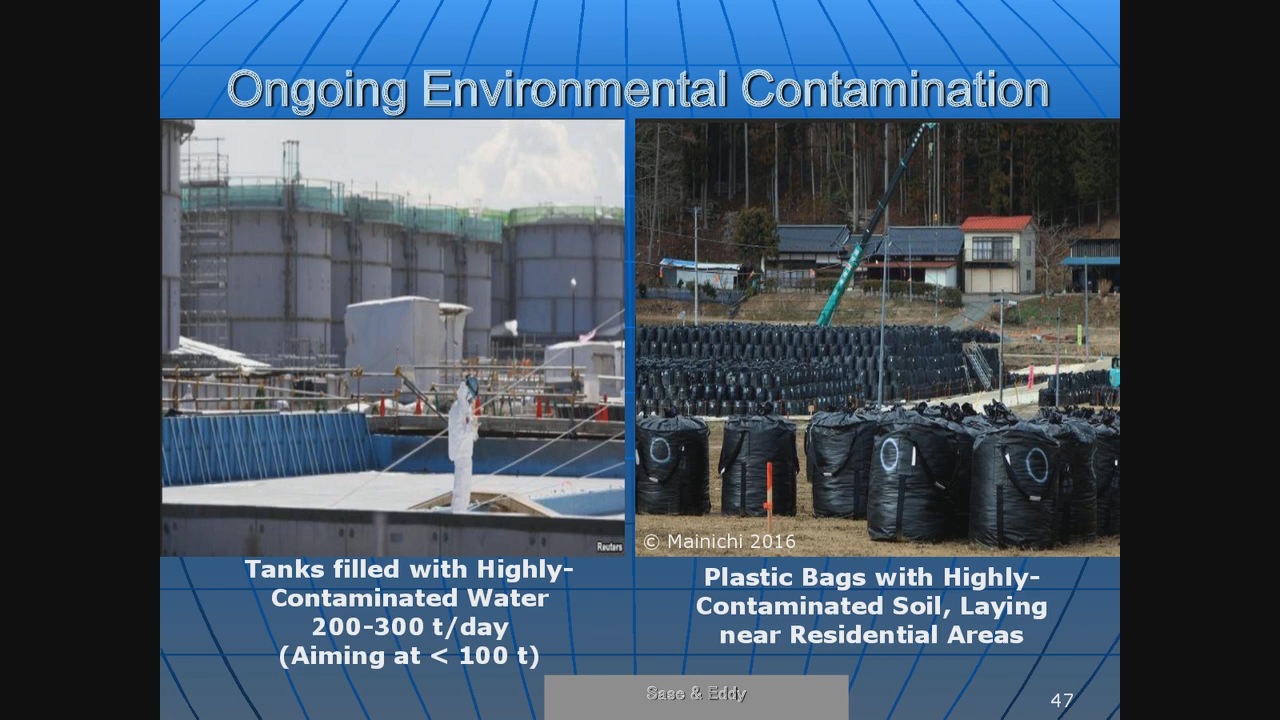 Ongoing Environmental Contamination
Reuters
© Mainichi 2016
Tanks filled with Highly-
Contaminated Water
200-300 t/day
(Aiming at < 100 t)
Plastic Bags with Highly-
Contaminated Soil, Laying
near Residential Areas
Sase & Eddy
47